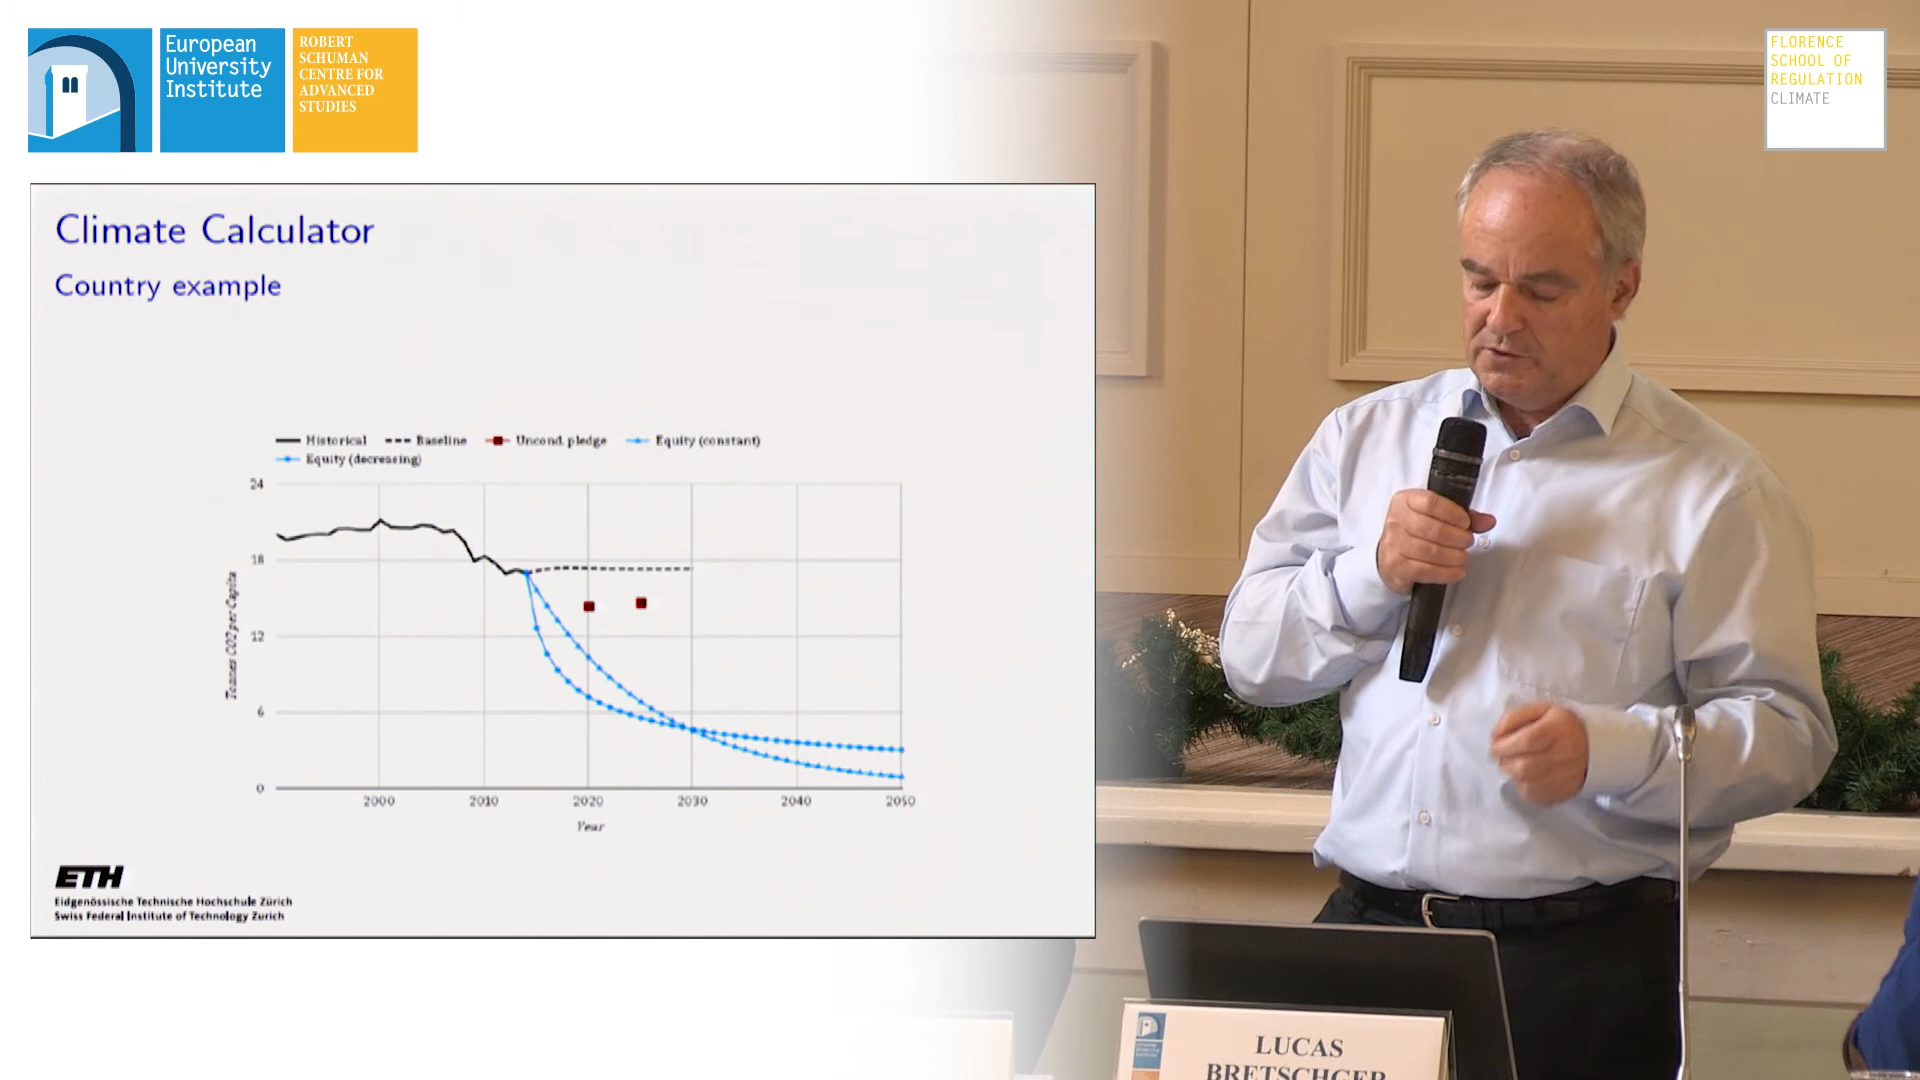 European
University
Institute
ROBERT
SCHUMAN
CENTRE FOR
ADVANCED
STUDIES
FLORENCE
SCHOOL OF
REGULATION
CLIMATE
Climate Calculator
Country example
Historical Baseline Uncond. pledge Equity (constant)
Equity (decreasing)
24
18
12
6
0
Tonnes CO2 per Capita
2000 2010 2020 2030 2040 2050
Year
ETH
Eidgenössische Technische Hochschule Zürich
Swiss Federal Institute of Technology Zurich
LUCAS
BRETSCHGER